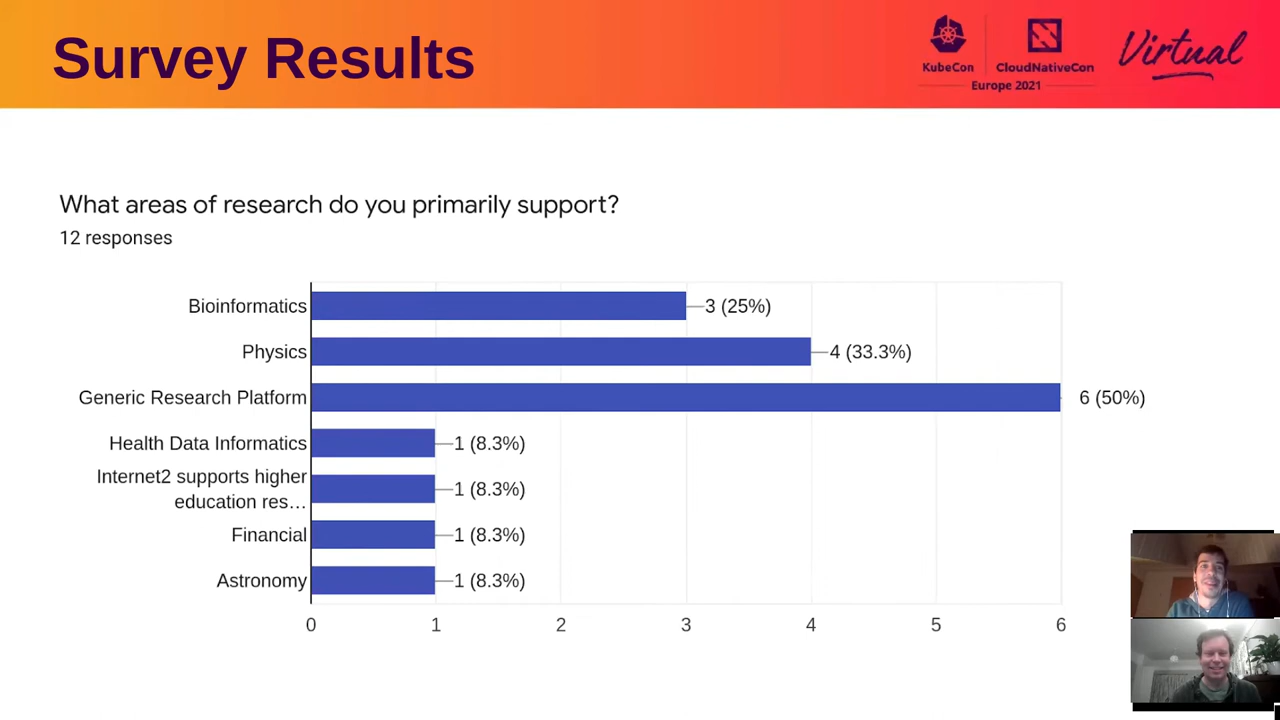 Survey Results
KubeCon
CloudNativeCon
Europe 2021
Virtual
What areas of research do you primarily support?
12 responses
Bioinformatics 3 (25%)
Physics 4 (33.3%)
Generic Research Platform 6 (50%)
Health Data Informatics 1 (8.3%)
Internet2 supports higher
education res… 1 (8.3%)
Financial 1 (8.3%)
Astronomy 1 (8.3%)
0 1 2 3 4 5 6